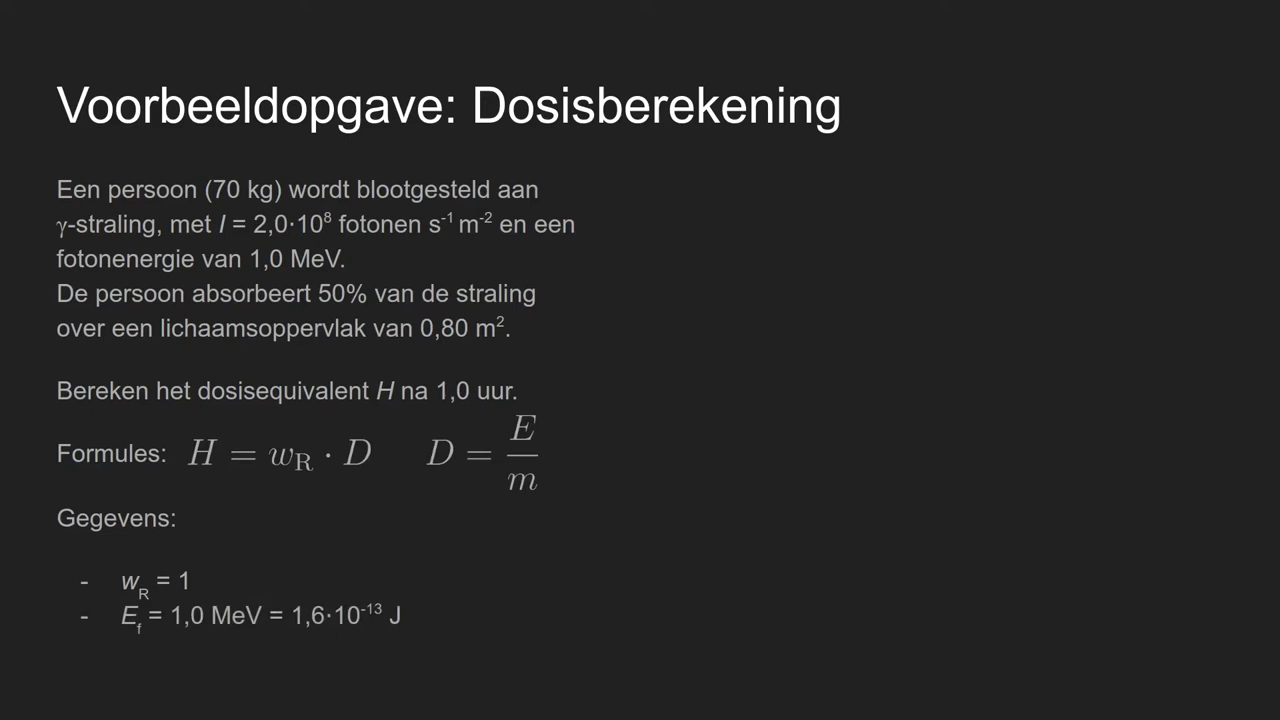 Voorbeeldopgave: Dosisberekening
Een persoon (70 kg) wordt blootgesteld aan
γ-straling, met I = 2,0·10⁸ fotonen s⁻¹ m⁻² en een
fotonenergie van 1,0 MeV.
De persoon absorbeert 50% van de straling
over een lichaamsoppervlak van 0,80 m².
Bereken het dosisequivalent H na 1,0 uur.
Formules: H = w_R · D D = E/m
Gegevens:
- w_R = 1
- E_f = 1,0 MeV = 1,6·10⁻¹³ J